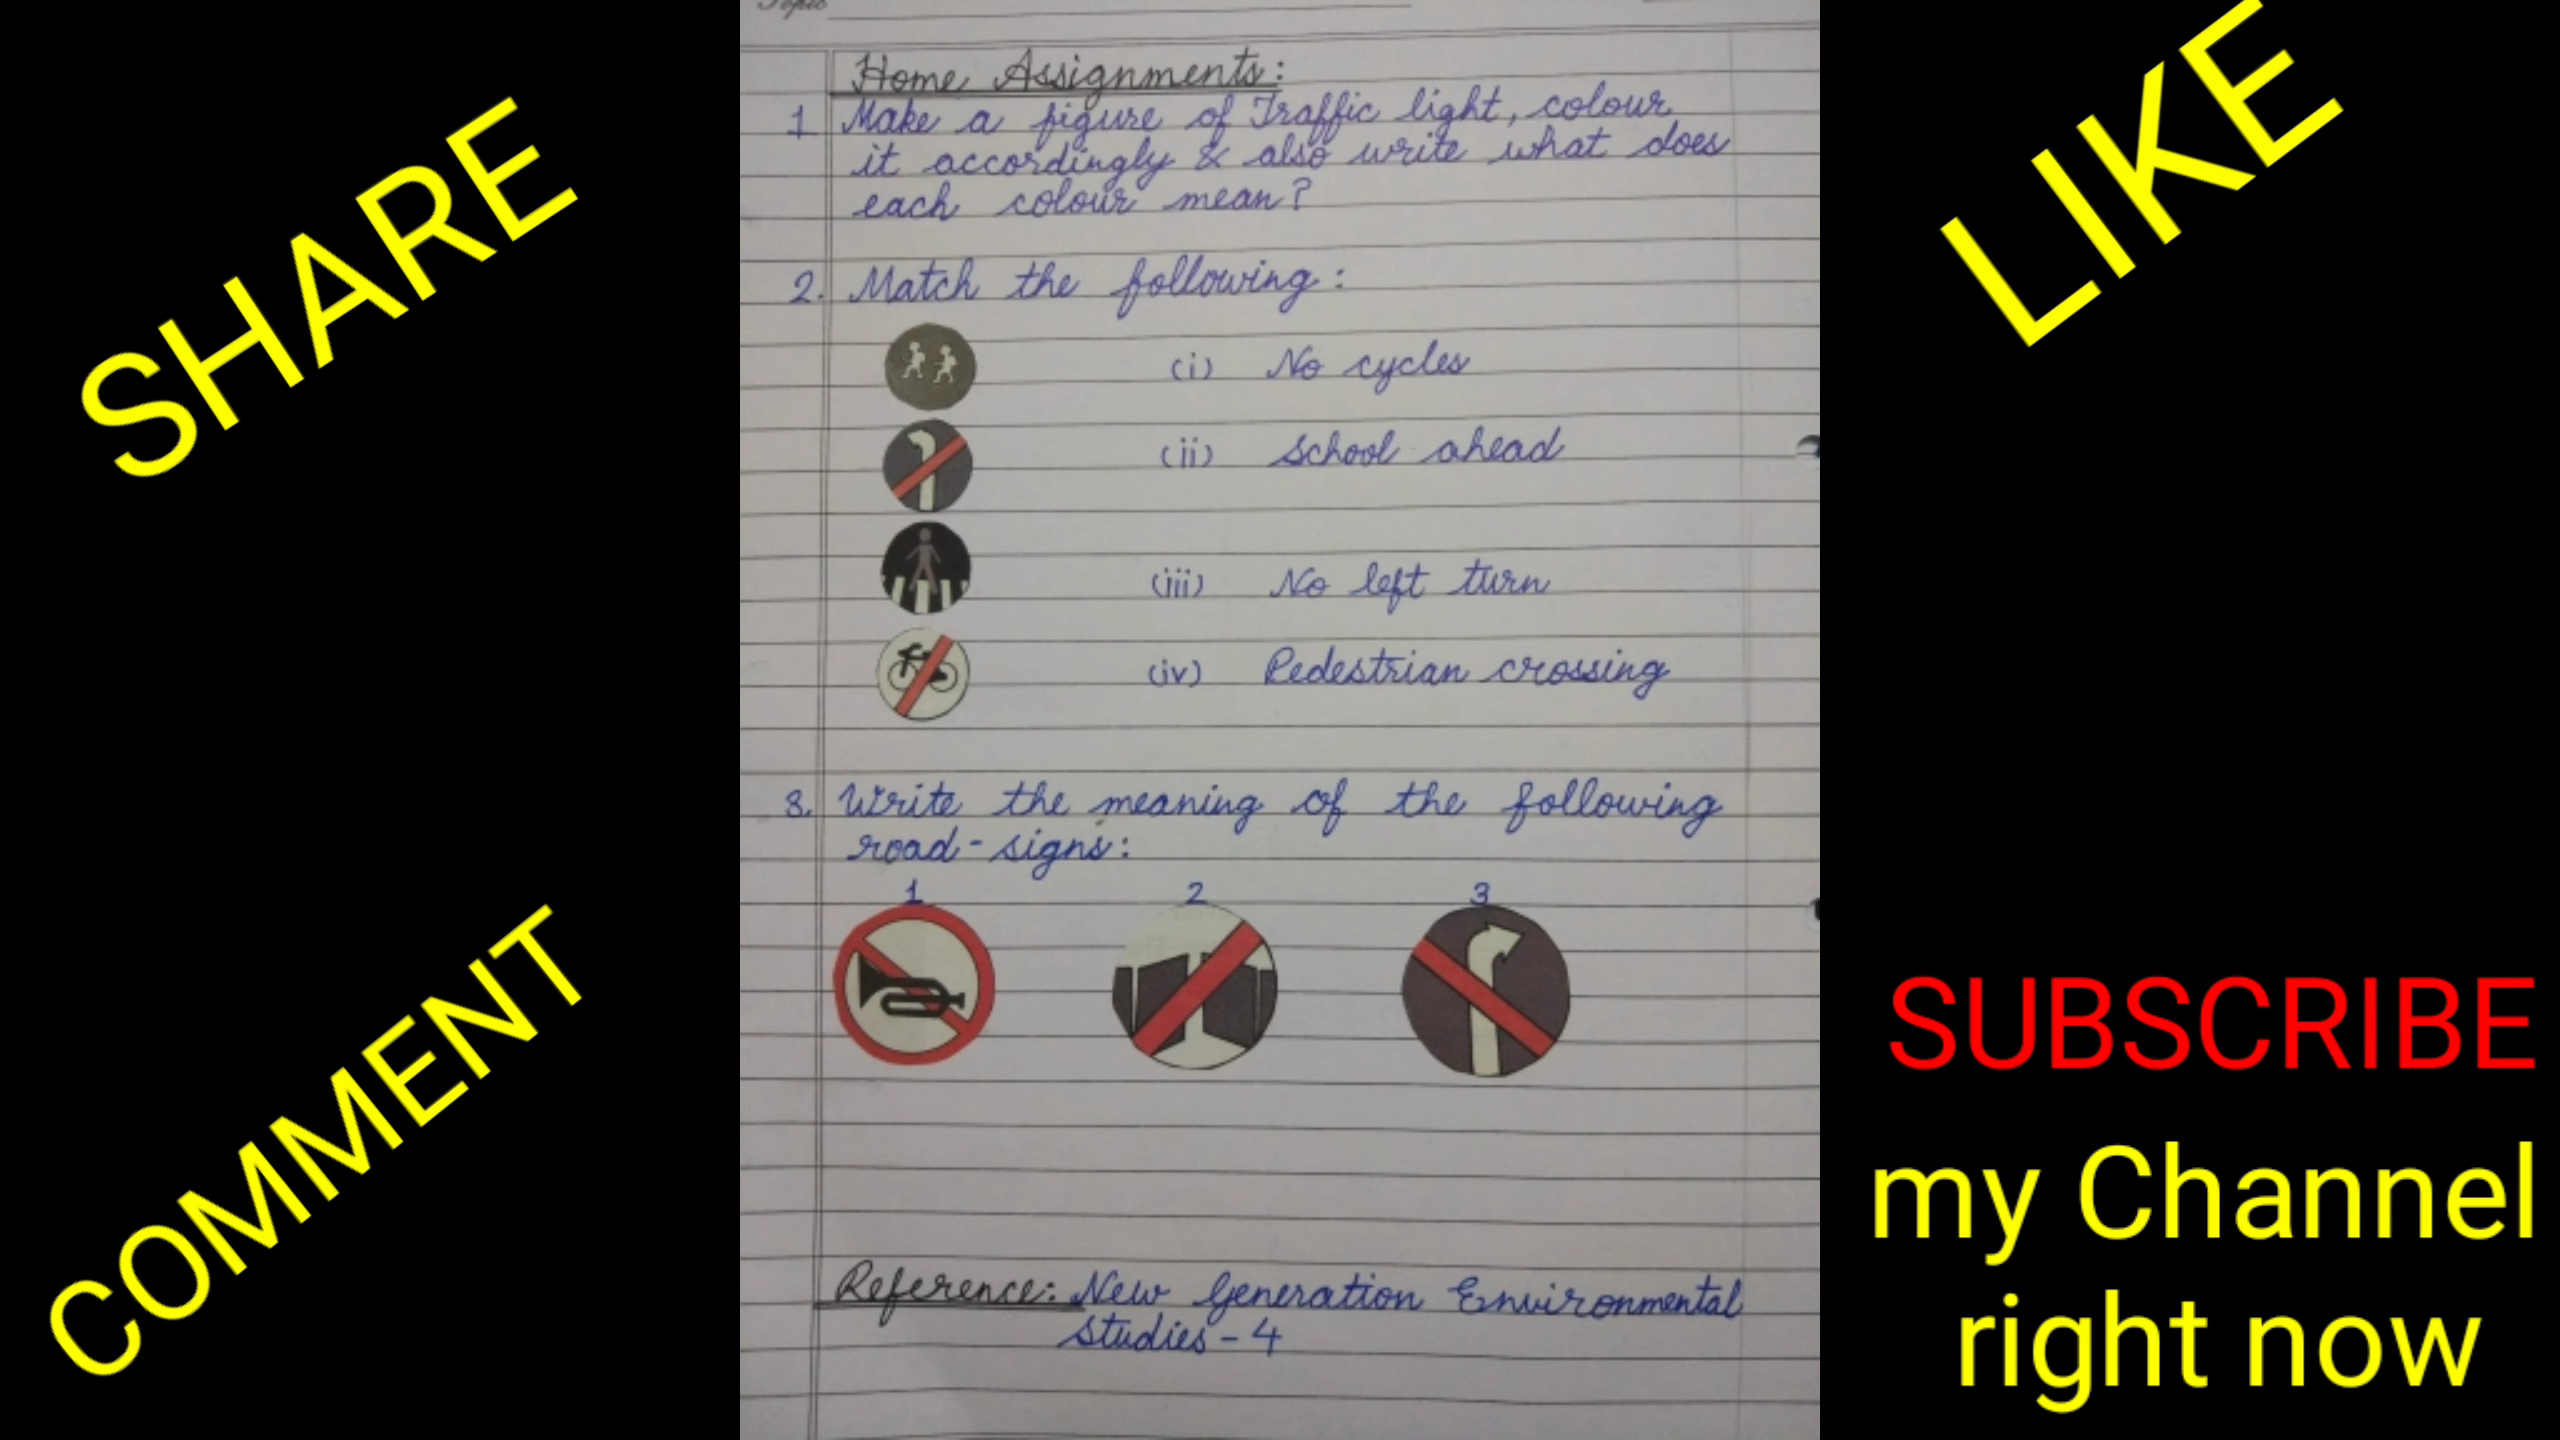 SHARE
LIKE
Topic
Home Assignments:
1 Make a figure of Traffic light, colour
it accordingly & also write what does
each colour mean?
2. Match the following:
(i) No cycles
(ii) School ahead
(iii) No left turn
(iv) Pedestrian crossing
3. Write the meaning of the following
road-signs:
1 2 3
Reference: New Generation Environmental
Studies-4
COMMENT
SUBSCRIBE
my Channel
right now